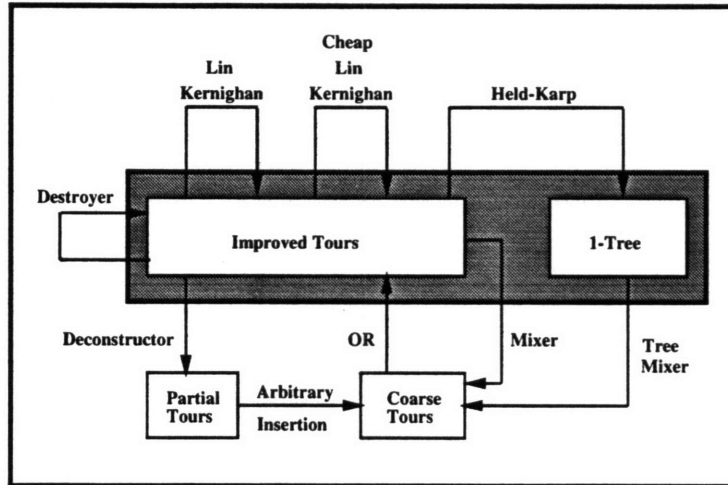 Lin
Kernighan
Cheap
Lin
Kernighan
Held-Karp
Destroyer
Improved Tours
1-Tree
Deconstructor
OR
Mixer
Tree
Mixer
Partial
Tours
Arbitrary
Insertion
Coarse
Tours